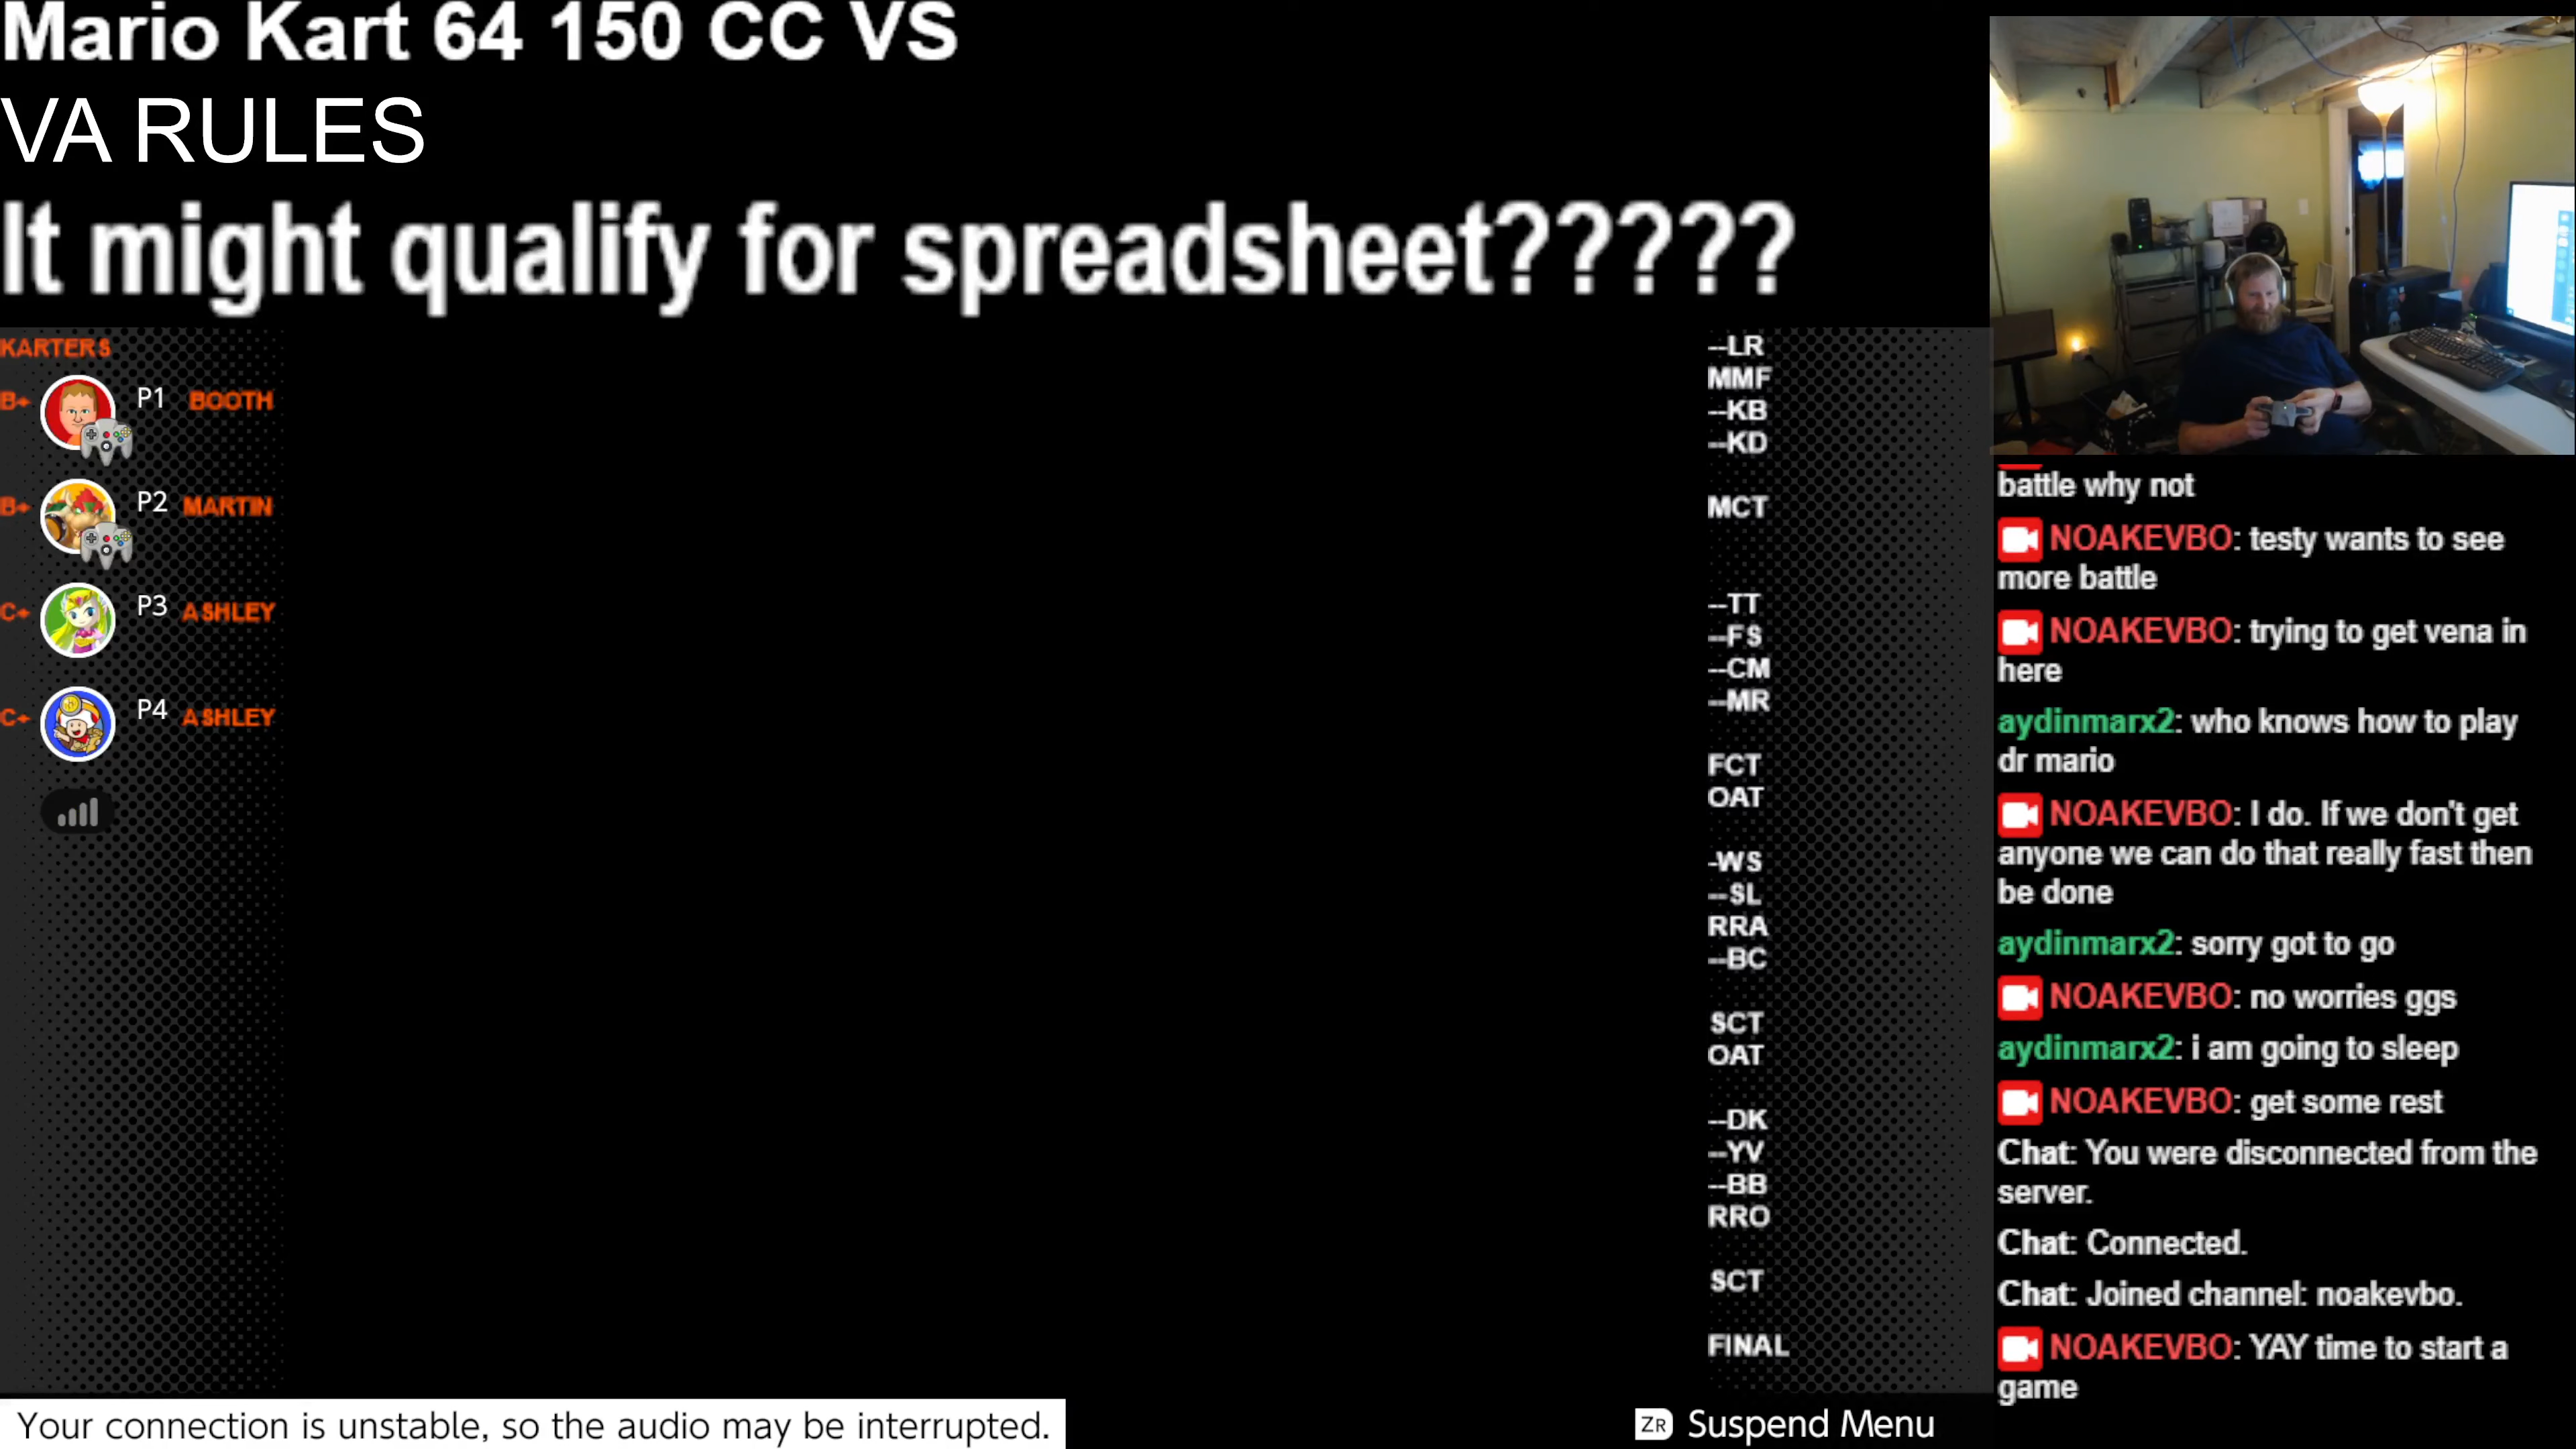 Mario Kart 64 150 CC VS
VA RULES
It might qualify for spreadsheet?????
KARTERS
B+ P1 BOOTH
B+ P2 MARTIN
C+ P3 ASHLEY
C+ P4 ASHLEY
--LR
MMF
--KB
--KD
MCT
--TT
--FS
--CM
--MR
FCT
OAT
-WS
--SL
RRA
--BC
SCT
OAT
--DK
--YV
--BB
RRO
SCT
FINAL
battle why not
NOAKEVBO: testy wants to see
more battle
NOAKEVBO: trying to get vena in
here
aydinmarx2: who knows how to play
dr mario
NOAKEVBO: I do. If we don't get
anyone we can do that really fast then
be done
aydinmarx2: sorry got to go
NOAKEVBO: no worries ggs
aydinmarx2: i am going to sleep
NOAKEVBO: get some rest
Chat: You were disconnected from the
server.
Chat: Connected.
Chat: Joined channel: noakevbo.
NOAKEVBO: YAY time to start a
game
Your connection is unstable, so the audio may be interrupted.
ZR Suspend Menu